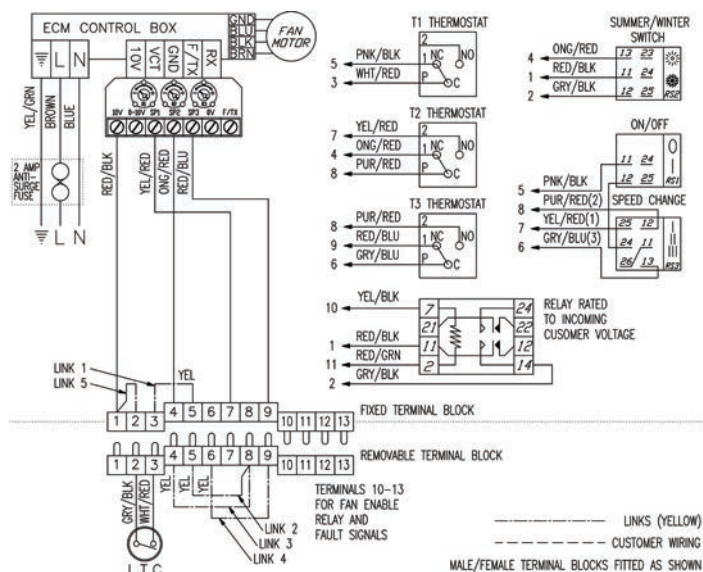 ECM CONTROL BOX
GND
BLU
BLK
BRN
FAN
MOTOR
L N
10V
VCT
GND
F/TX
RX
10V 0-10V SP1 SP2 SP3 0V F/TX
YEL/GRN
BROWN
BLUE
2 AMP
ANTI-
SURGE
FUSE
L N
RED/BLK
YEL/RED
ONG/RED
RED/BLU
T1 THERMOSTAT
5 PNK/BLK
3 WHT/RED
2
1 NC NO
P C
T2 THERMOSTAT
7 YEL/RED
4 ONG/RED
8 PUR/RED
2
1 NC NO
P C
T3 THERMOSTAT
8 PUR/RED
9 RED/BLU
6 GRY/BLU
2
1 NC NO
P C
SUMMER/WINTER
SWITCH
4 ONG/RED 13 23
1 RED/BLK 11 24
2 GRY/BLK 12 25 RS2
ON/OFF
11 24 O
12 25 I RS1
5 PNK/BLK
8 PUR/RED(2)
7 YEL/RED(1)
6 GRY/BLU(3)
SPEED CHANGE
25 12 I
24 11 II
26 13 III RS3
10 YEL/BLK
1 RED/BLK
11 RED/GRN
2 GRY/BLK
7 24
21 22
11 12
2 14
RELAY RATED
TO INCOMING
CUSOMER VOLTAGE
LINK 1
LINK 5
YEL
1 2 3 4 5 6 7 8 9 10 11 12 13
FIXED TERMINAL BLOCK
1 2 3 4 5 6 7 8 9 10 11 12 13
REMOVABLE TERMINAL BLOCK
GRY/BLK
WHT/RED
YEL
YEL
YEL
LINK 2
LINK 3
LINK 4
L.T.C
TERMINALS 10-13
FOR FAN ENABLE
RELAY AND
FAULT SIGNALS
LINKS (YELLOW)
CUSTOMER WIRING
MALE/FEMALE TERMINAL BLOCKS FITTED AS SHOWN